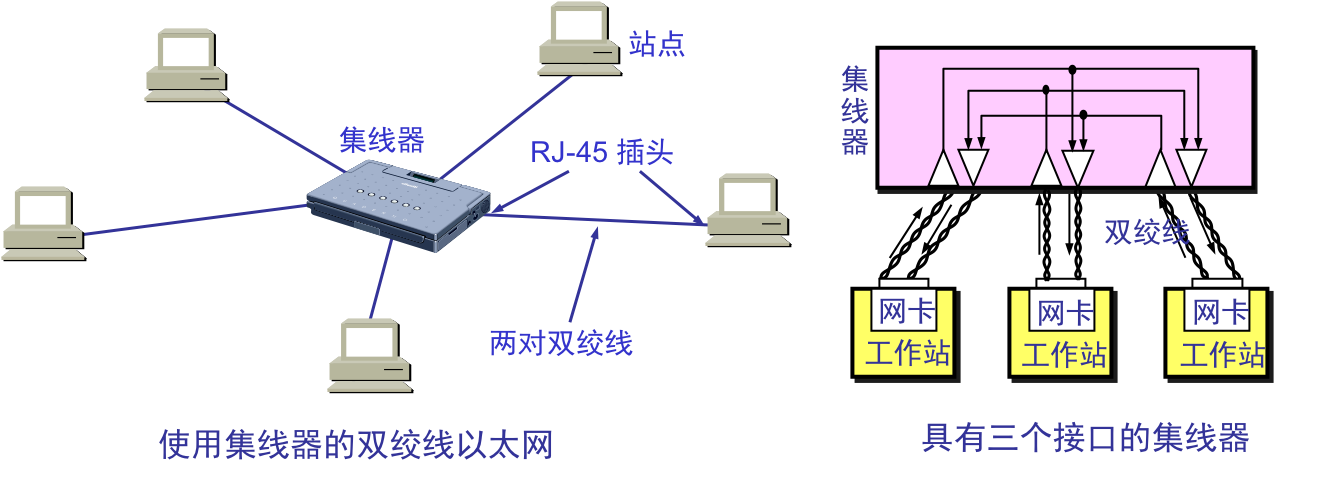 站点
集线器
RJ-45 插头
两对双绞线
使用集线器的双绞线以太网
集线器
双绞线
网卡
工作站
网卡
工作站
网卡
工作站
具有三个接口的集线器